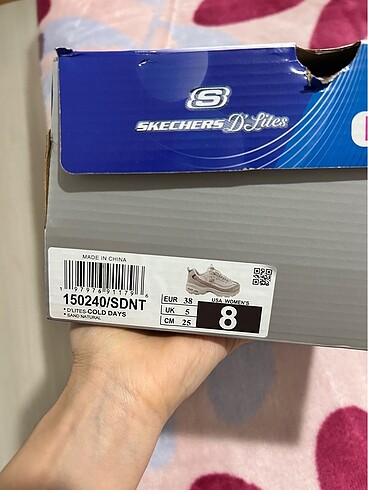 S
SKECHERS D'Lites
MADE IN CHINA
150240/SDNT
* D'LITES-COLD DAYS
* SAND NATURAL
EUR 38
UK 5
CM 25
USA WOMEN'S
8